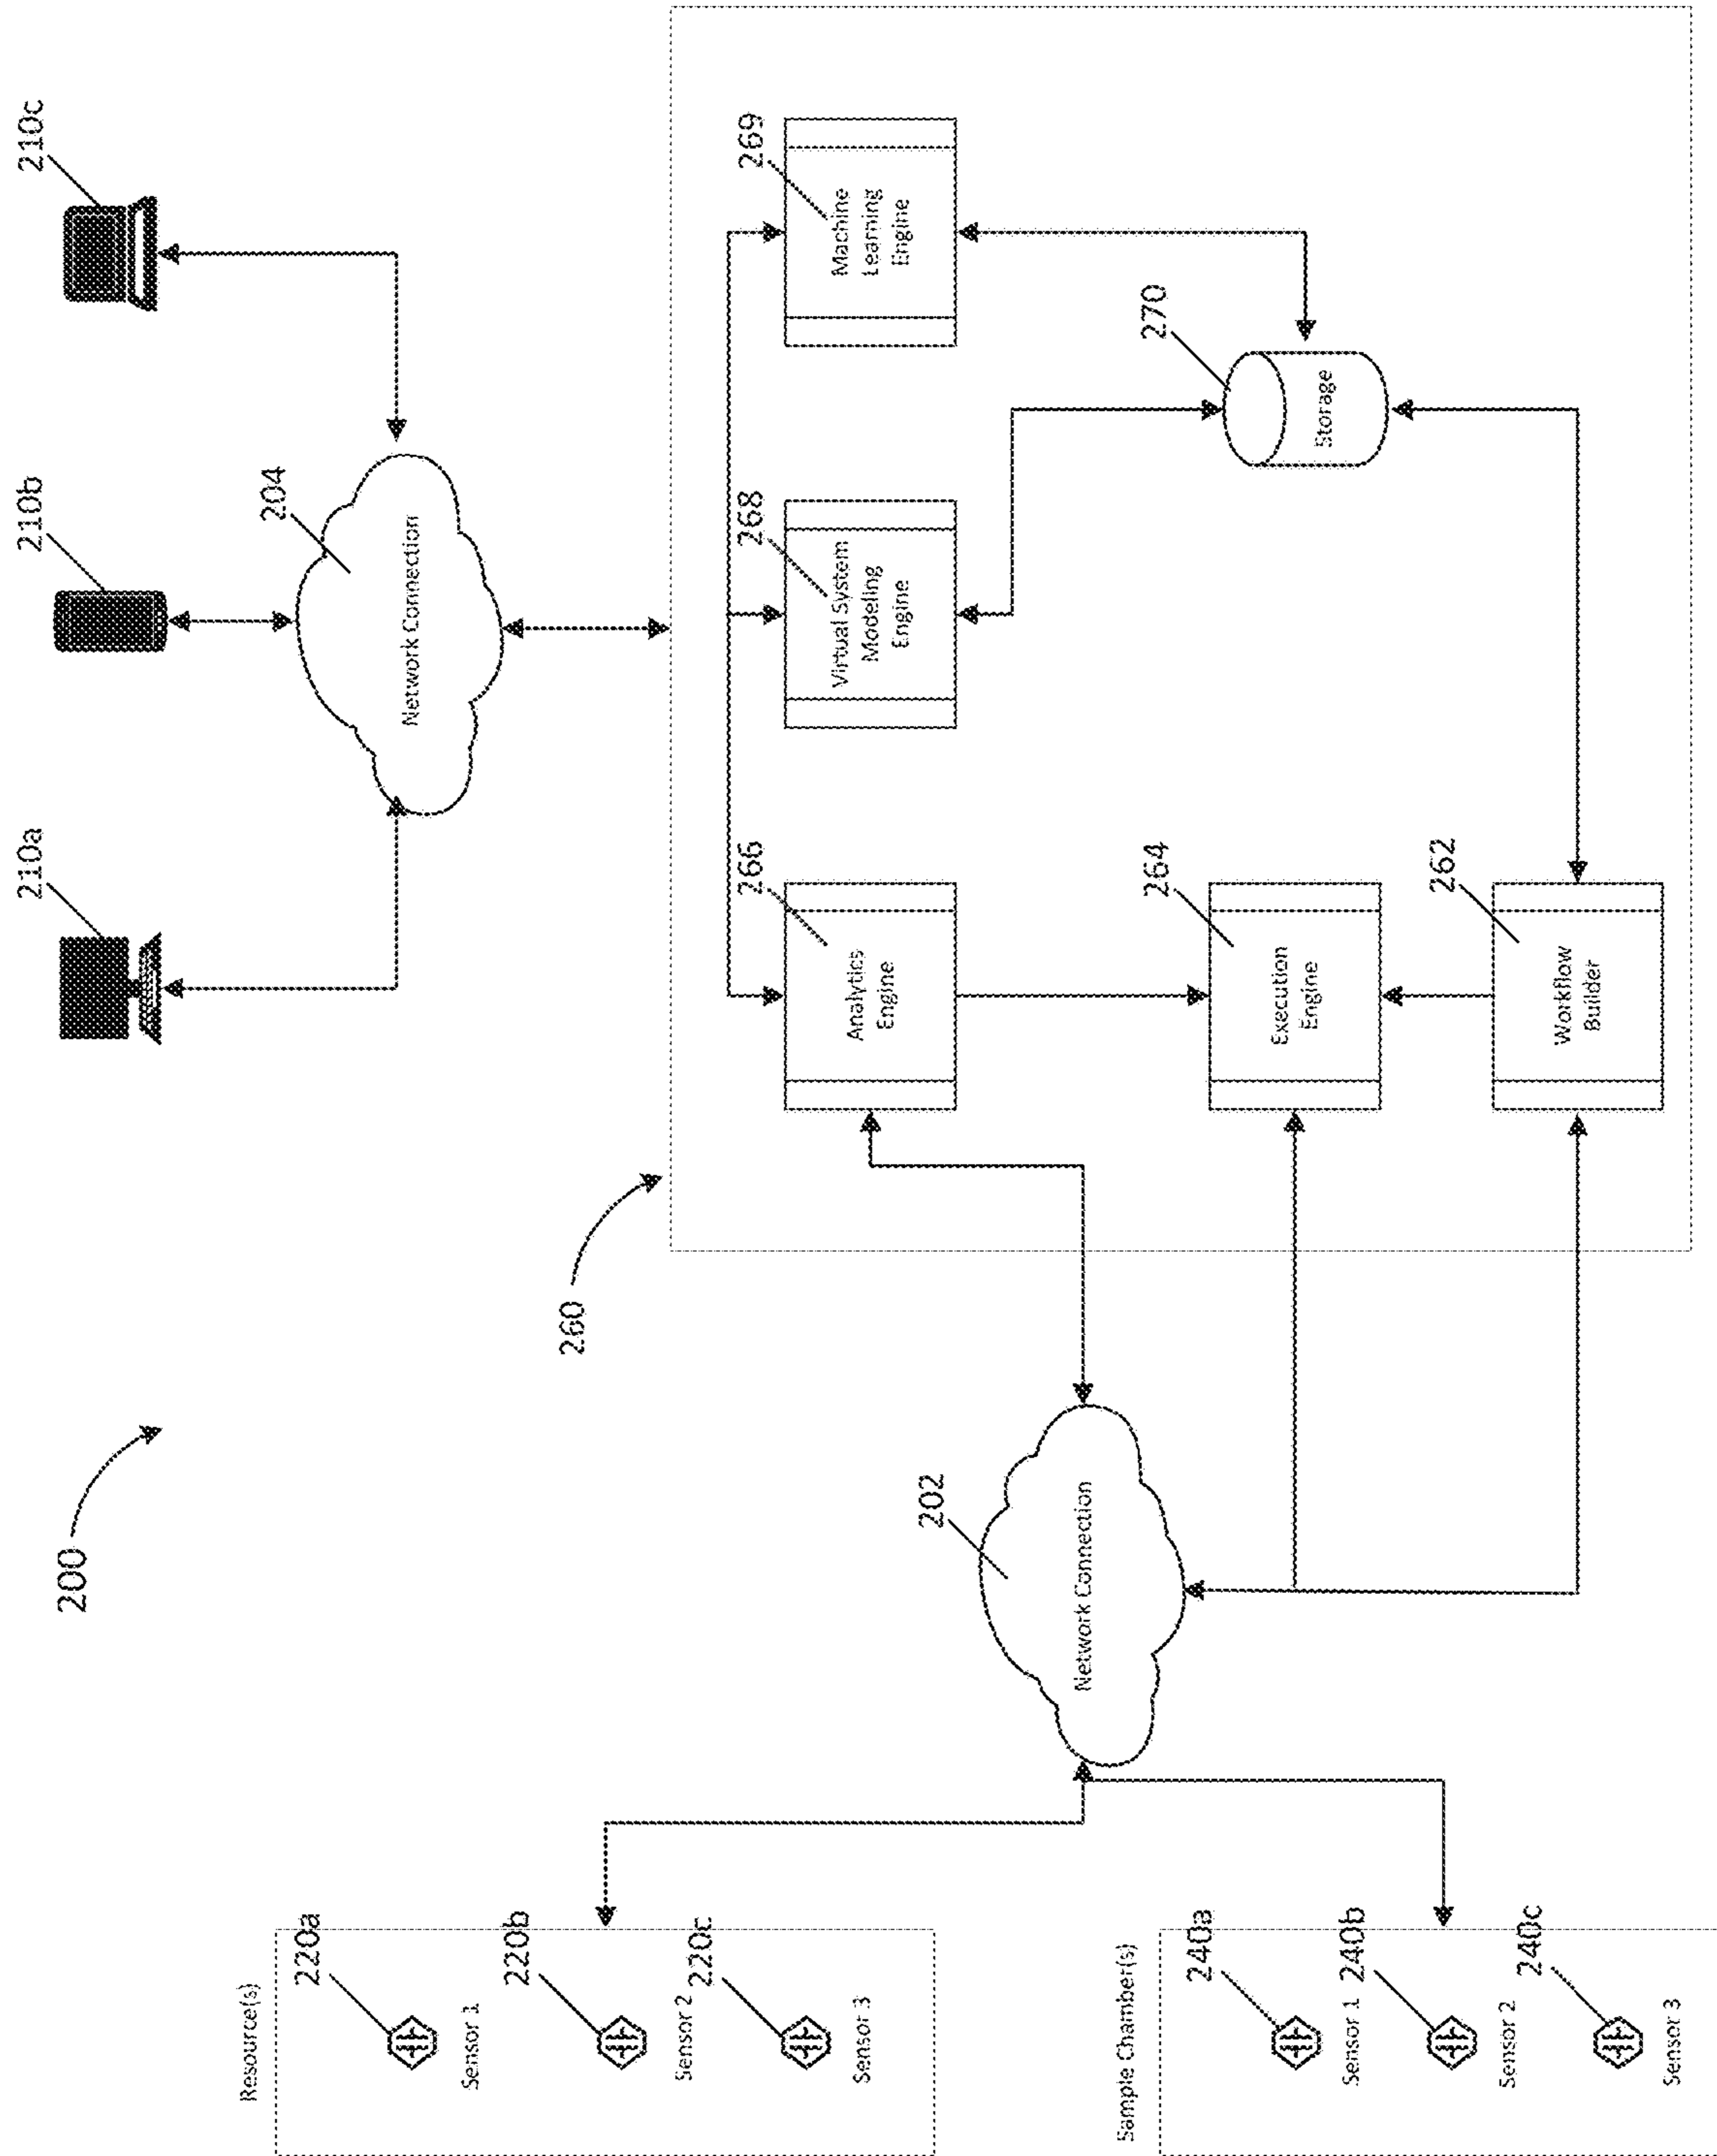 200
210a
210b
210c
204
Network Connection
260
266
Analytics
Engine
268
Virtual System
Modeling
Engine
269
Machine
Learning
Engine
270
Storage
264
Execution
Engine
262
Workflow
Builder
202
Network Connection
Resource(s)
220a
Sensor 1
220b
Sensor 2
220c
Sensor 3
Sample Chamber(s)
240a
Sensor 1
240b
Sensor 2
240c
Sensor 3